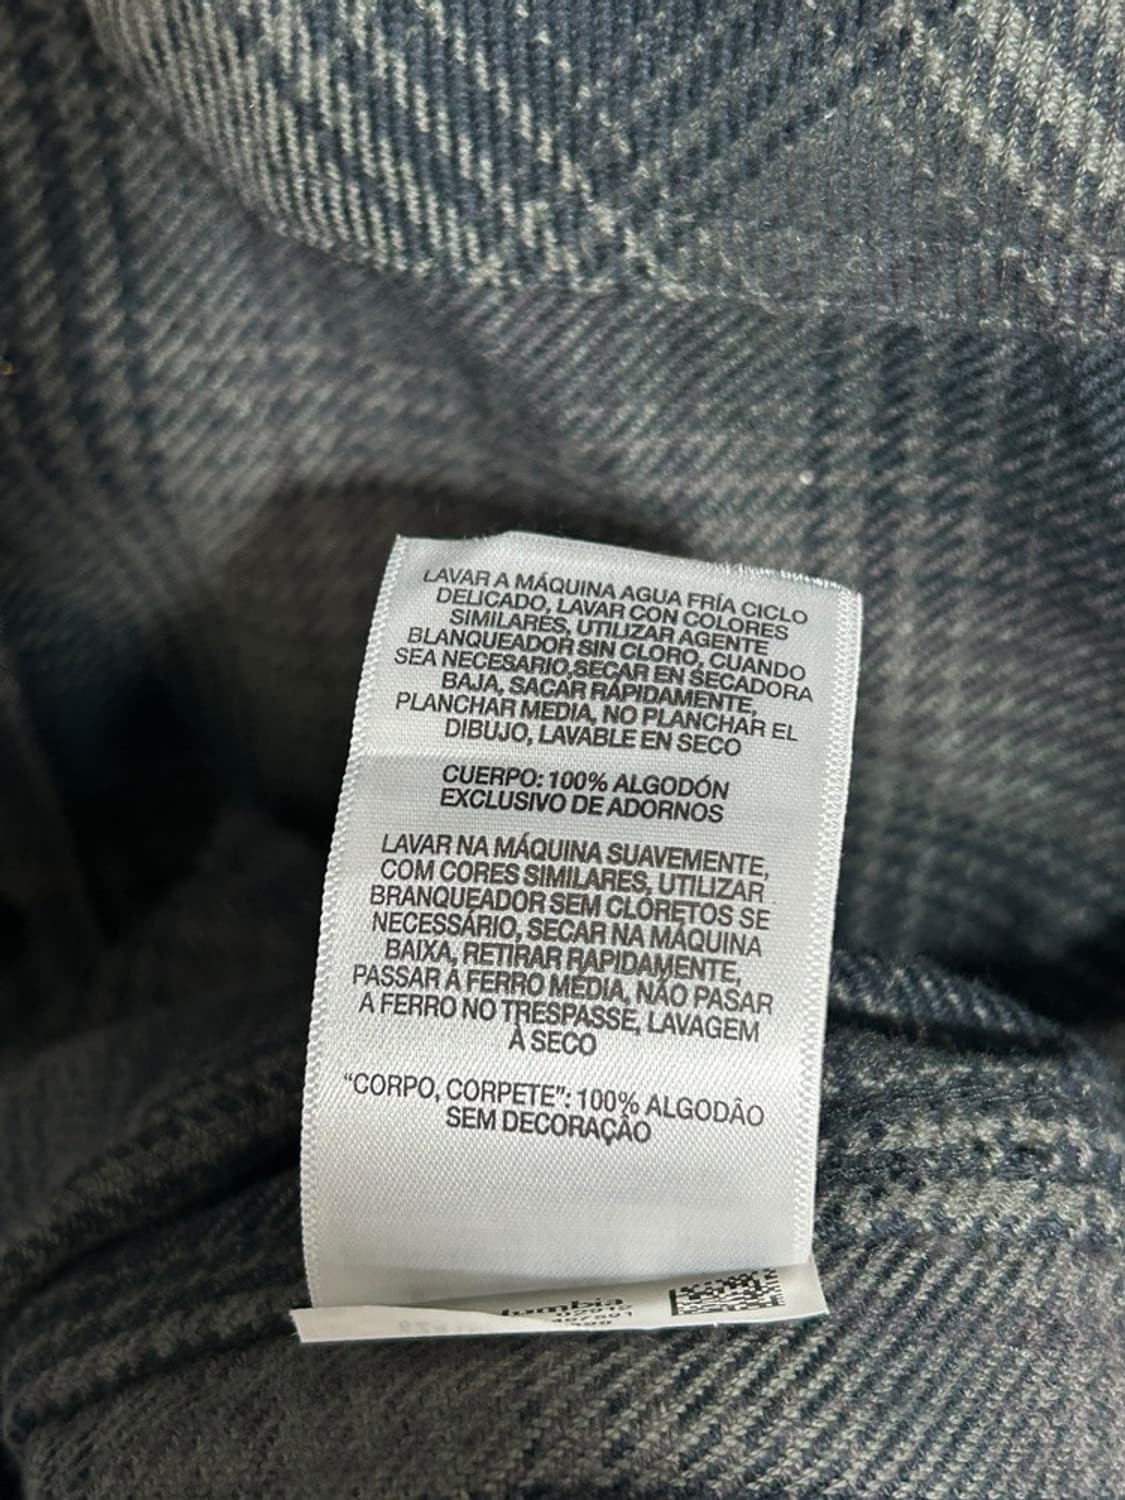 LAVAR A MÁQUINA AGUA FRÍA CICLO
DELICADO, LAVAR CON COLORES
SIMILARES, UTILIZAR AGENTE
BLANQUEADOR SIN CLORO, CUANDO
SEA NECESARIO,SECAR EN SECADORA
BAJA, SACAR RÁPIDAMENTE,
PLANCHAR MEDIA, NO PLANCHAR EL
DIBUJO, LAVABLE EN SECO
CUERPO: 100% ALGODÓN
EXCLUSIVO DE ADORNOS
LAVAR NA MÁQUINA SUAVEMENTE,
COM CORES SIMILARES, UTILIZAR
BRANQUEADOR SEM CLORETOS SE
NECESSÁRIO, SECAR NA MÁQUINA
BAIXA, RETIRAR RAPIDAMENTE,
PASSAR A FERRO MÉDIA, NÃO PASAR
A FERRO NO TRESPASSE, LAVAGEM
À SECO
"CORPO, CORPETE": 100% ALGODÃO
SEM DECORAÇÃO